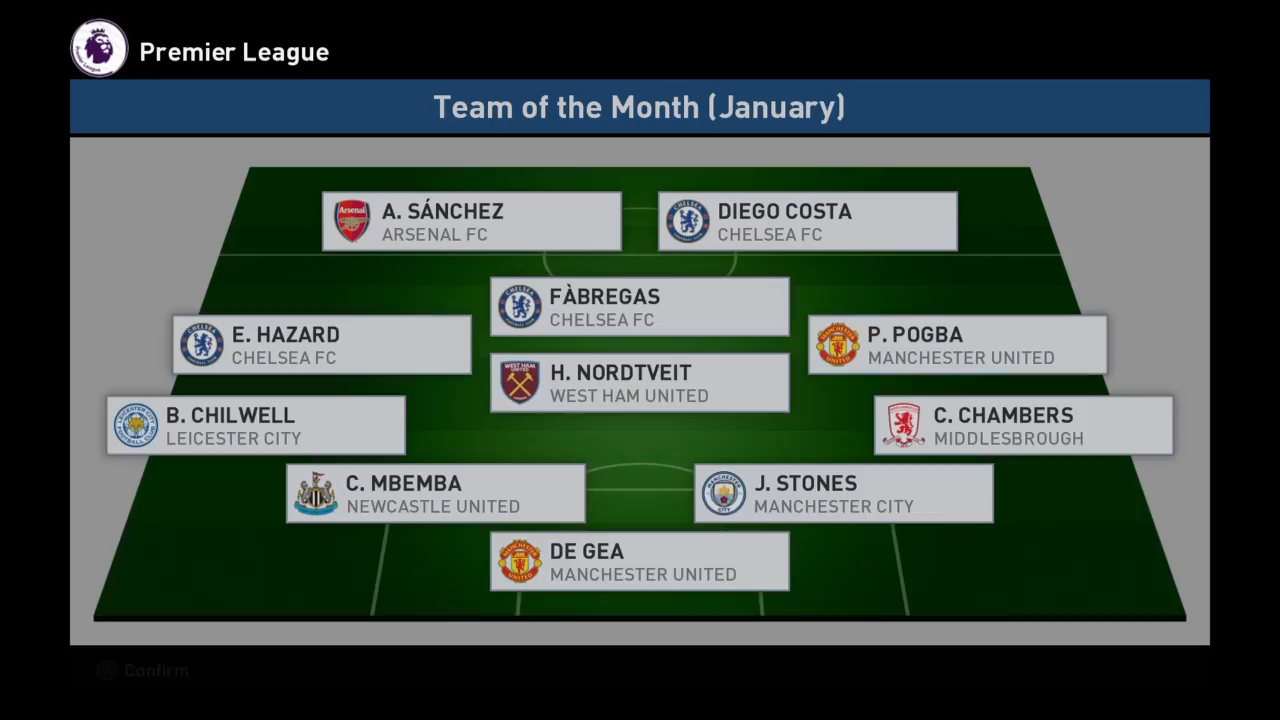 Premier League
Team of the Month (January)
A. SÁNCHEZ
ARSENAL FC
DIEGO COSTA
CHELSEA FC
FÀBREGAS
CHELSEA FC
E. HAZARD
CHELSEA FC
P. POGBA
MANCHESTER UNITED
H. NORDTVEIT
WEST HAM UNITED
B. CHILWELL
LEICESTER CITY
C. CHAMBERS
MIDDLESBROUGH
C. MBEMBA
NEWCASTLE UNITED
J. STONES
MANCHESTER CITY
DE GEA
MANCHESTER UNITED
Confirm